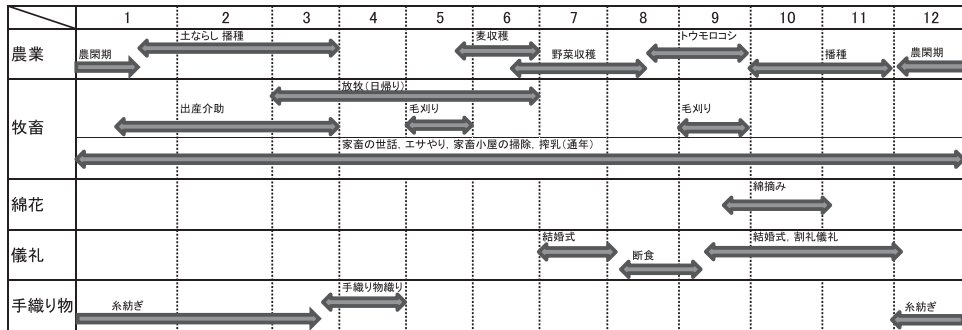 1 2 3 4 5 6 7 8 9 10 11 12
農業
農閑期
土ならし 播種
麦収穫
野菜収穫
トウモロコシ
播種
農閑期
牧畜
放牧(日帰り)
出産介助
毛刈り
毛刈り
家畜の世話, エサやり, 家畜小屋の掃除, 搾乳(通年)
綿花
綿摘み
儀礼
結婚式
断食
結婚式, 割礼儀礼
手織り物
糸紡ぎ
手織り物織り
糸紡ぎ